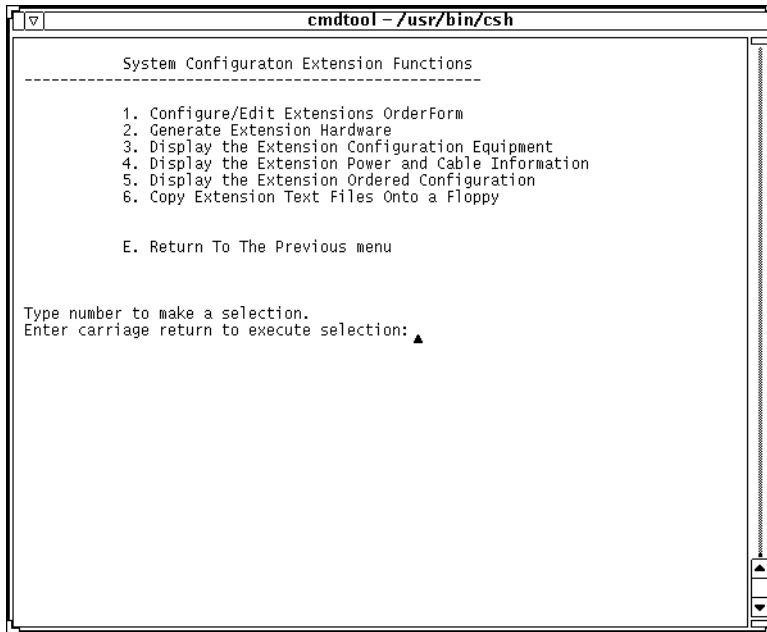 cmdtool – /usr/bin/csh
System Configuraton Extension Functions
---------------------------------------------------
1. Configure/Edit Extensions OrderForm
2. Generate Extension Hardware
3. Display the Extension Configuration Equipment
4. Display the Extension Power and Cable Information
5. Display the Extension Ordered Configuration
6. Copy Extension Text Files Onto a Floppy
E. Return To The Previous menu
Type number to make a selection.
Enter carriage return to execute selection: